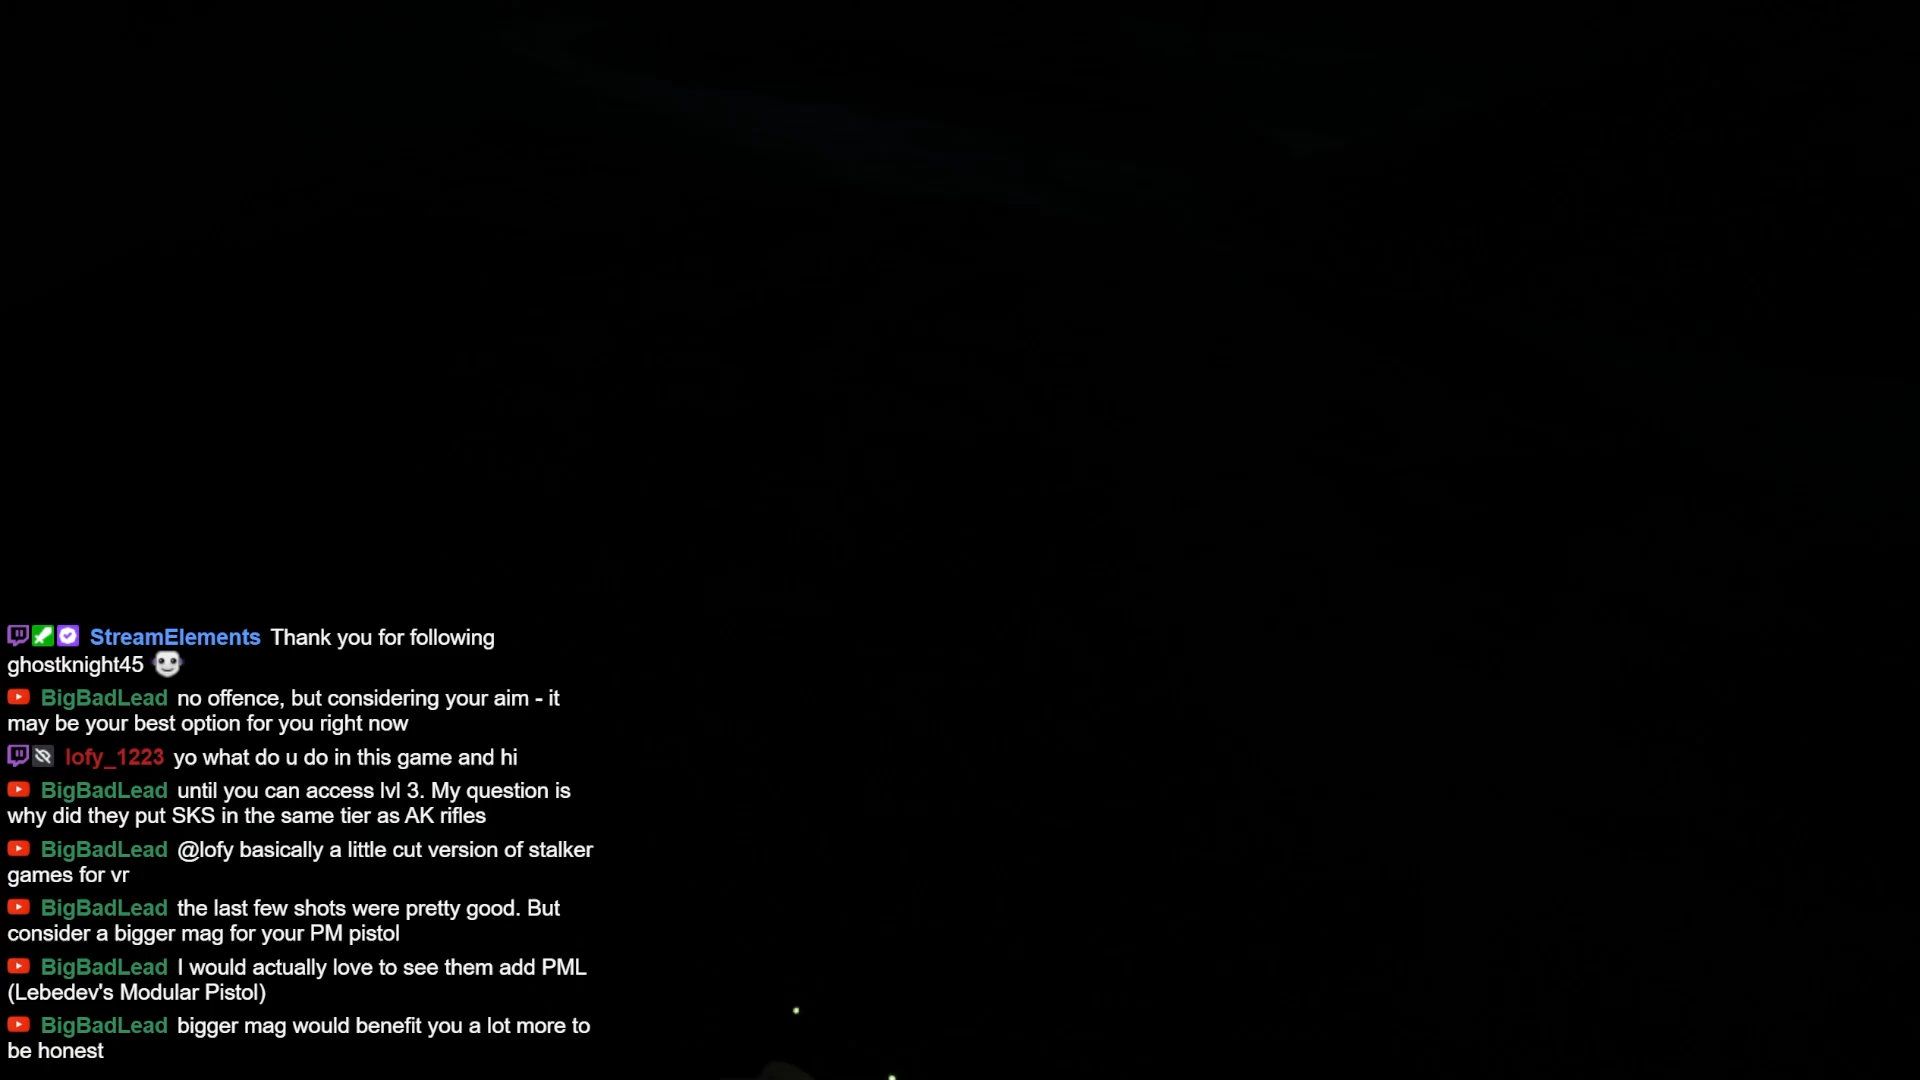 StreamElements Thank you for following
ghostknight45
BigBadLead no offence, but considering your aim - it
may be your best option for you right now
lofy_1223 yo what do u do in this game and hi
BigBadLead until you can access lvl 3. My question is
why did they put SKS in the same tier as AK rifles
BigBadLead @lofy basically a little cut version of stalker
games for vr
BigBadLead the last few shots were pretty good. But
consider a bigger mag for your PM pistol
BigBadLead I would actually love to see them add PML
(Lebedev's Modular Pistol)
BigBadLead bigger mag would benefit you a lot more to
be honest